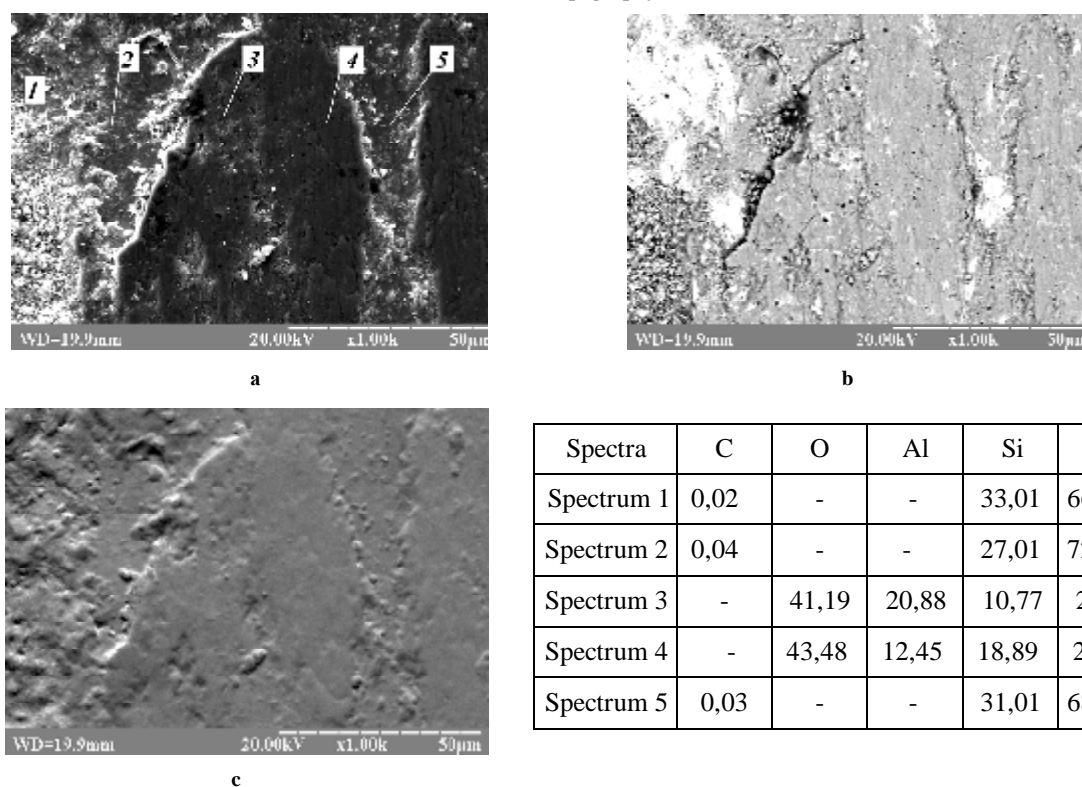 1 2 3 4 5
WD=19.9mm 20.00kV x1.00k 50µm
a
WD=19.9mm 20.00kV x1.00k 50µm
b
WD=19.9mm 20.00kV x1.00k 50µm
c
Spectra C O Al Si
Spectrum 1 0,02 - - 33,01
Spectrum 2 0,04 - - 27,01
Spectrum 3 - 41,19 20,88 10,77
Spectrum 4 - 43,48 12,45 18,89
Spectrum 5 0,03 - - 31,01